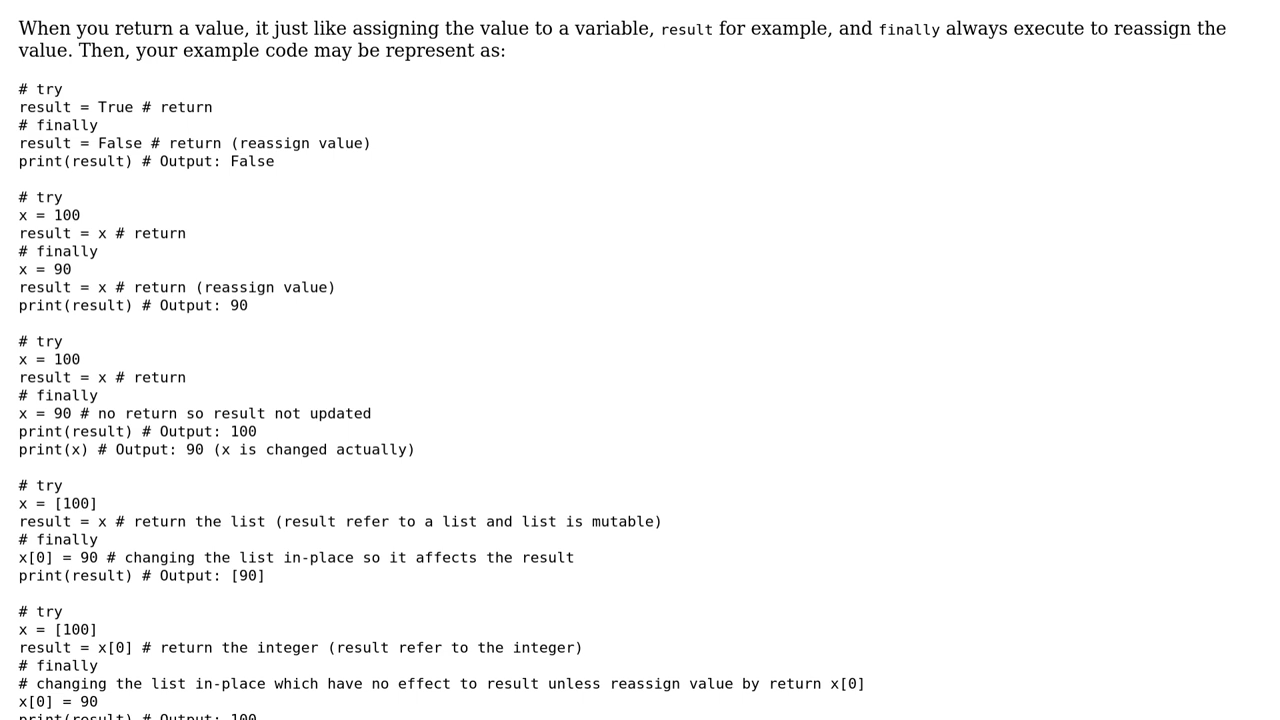 When you return a value, it just like assigning the value to a variable, result for example, and finally always execute to reassign the
value. Then, your example code may be represent as:
# try
result = True # return
# finally
result = False # return (reassign value)
print(result) # Output: False
# try
x = 100
result = x # return
# finally
x = 90
result = x # return (reassign value)
print(result) # Output: 90
# try
x = 100
result = x # return
# finally
x = 90 # no return so result not updated
print(result) # Output: 100
print(x) # Output: 90 (x is changed actually)
# try
x = [100]
result = x # return the list (result refer to a list and list is mutable)
# finally
x[0] = 90 # changing the list in-place so it affects the result
print(result) # Output: [90]
# try
x = [100]
result = x[0] # return the integer (result refer to the integer)
# finally
# changing the list in-place which have no effect to result unless reassign value by return x[0]
x[0] = 90
print(result) # Output: 100